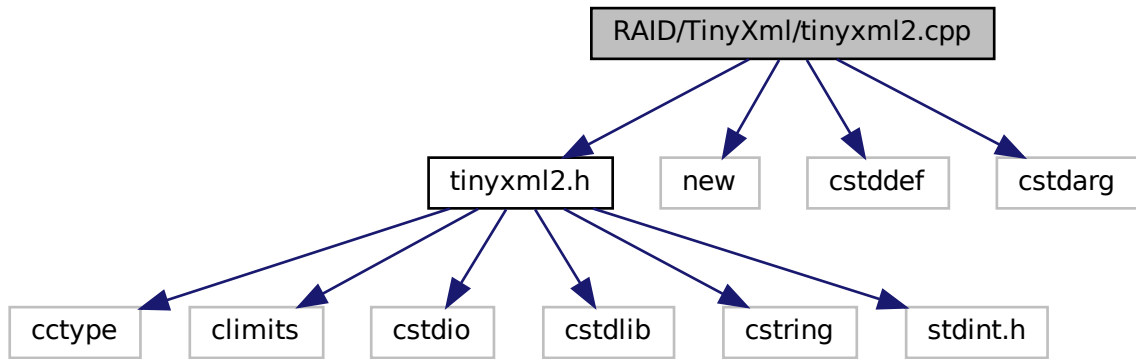 RAID/TinyXml/tinyxml2.cpp
tinyxml2.h
new
cstddef
cstdarg
cctype
climits
cstdio
cstdlib
cstring
stdint.h